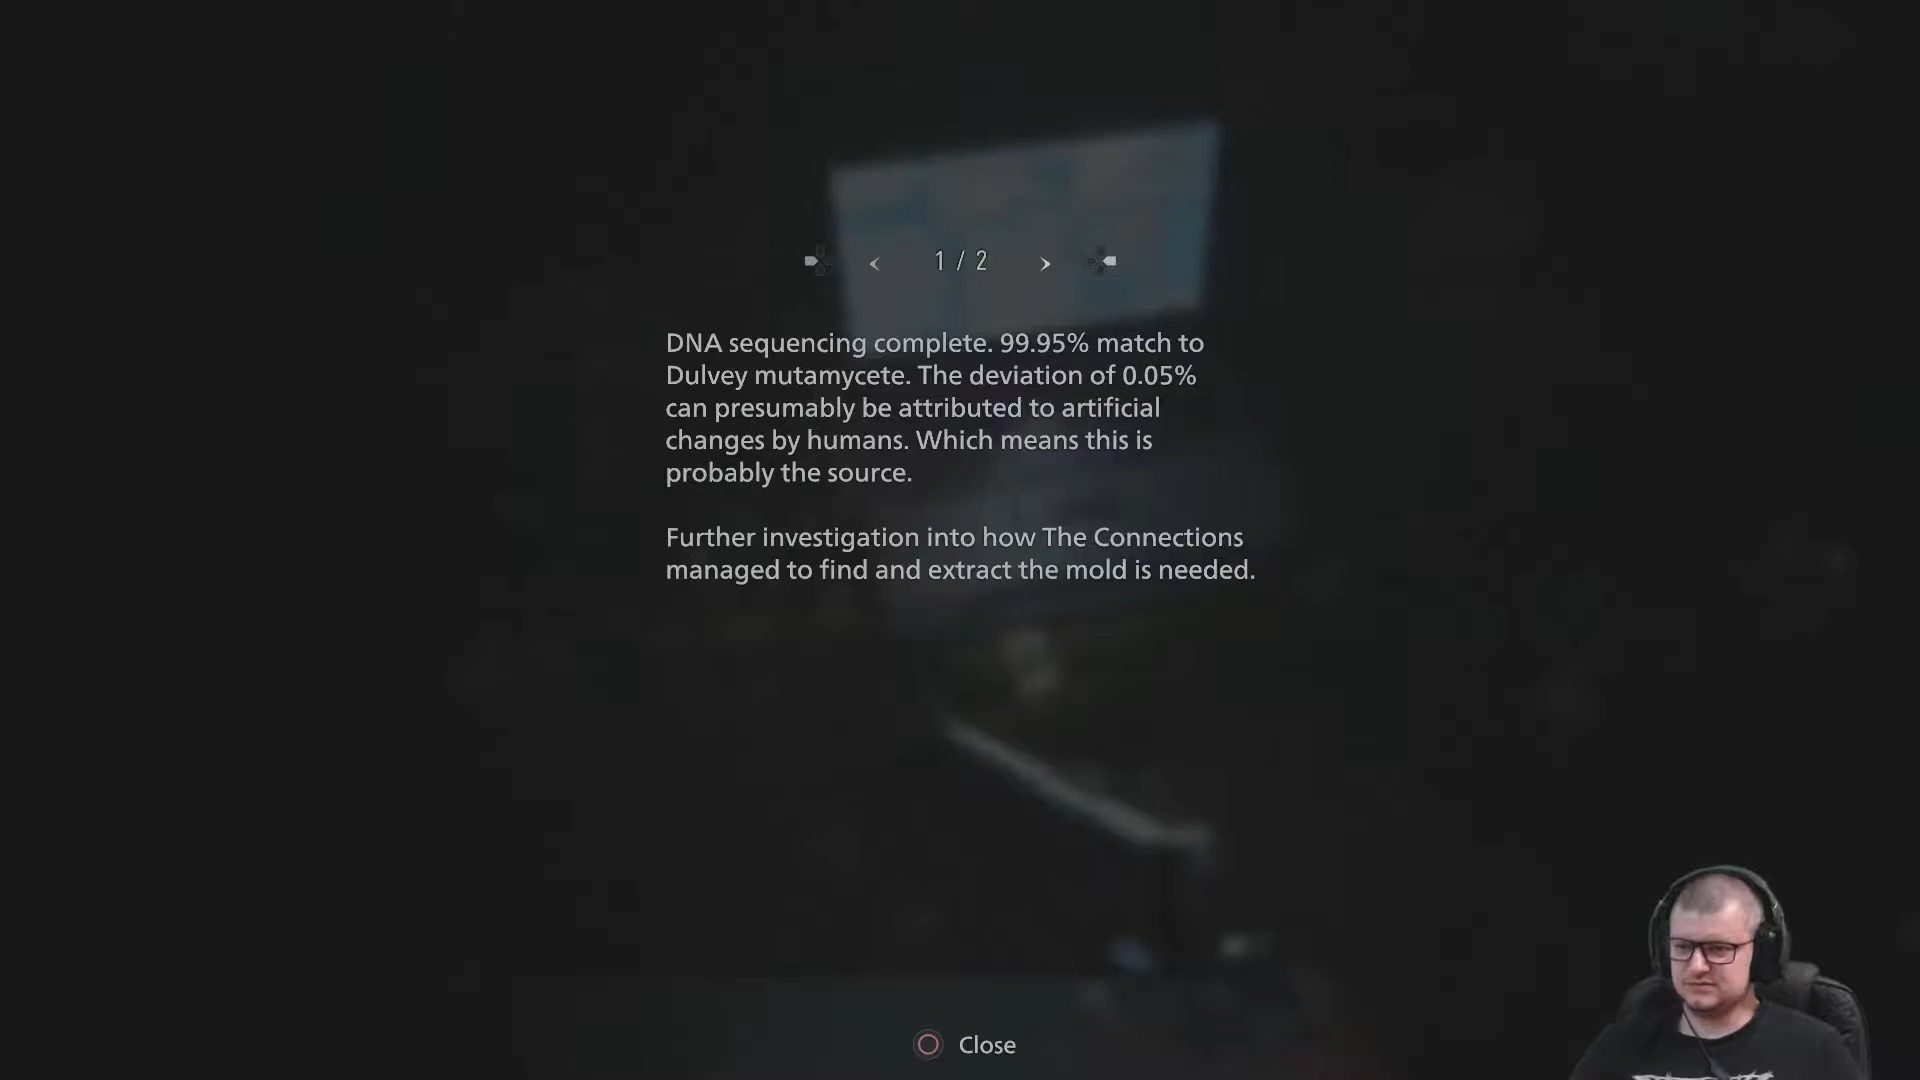 1 / 2
DNA sequencing complete. 99.95% match to
Dulvey mutamycete. The deviation of 0.05%
can presumably be attributed to artificial
changes by humans. Which means this is
probably the source.
Further investigation into how The Connections
managed to find and extract the mold is needed.
Close